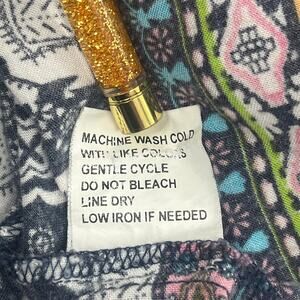 MACHINE WASH COLD
WITH LIKE COLORS
GENTLE CYCLE
DO NOT BLEACH
LINE DRY
LOW IRON IF NEEDED